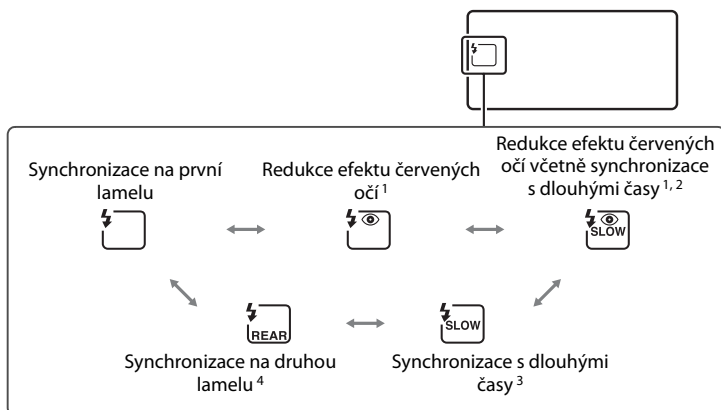 Synchronizace na první
lamelu
Redukce efektu červených
očí 1
Redukce efektu červených
očí včetně synchronizace
s dlouhými časy 1, 2
SLOW
REAR
SLOW
Synchronizace na druhou
lamelu 4
Synchronizace s dlouhými
časy 3